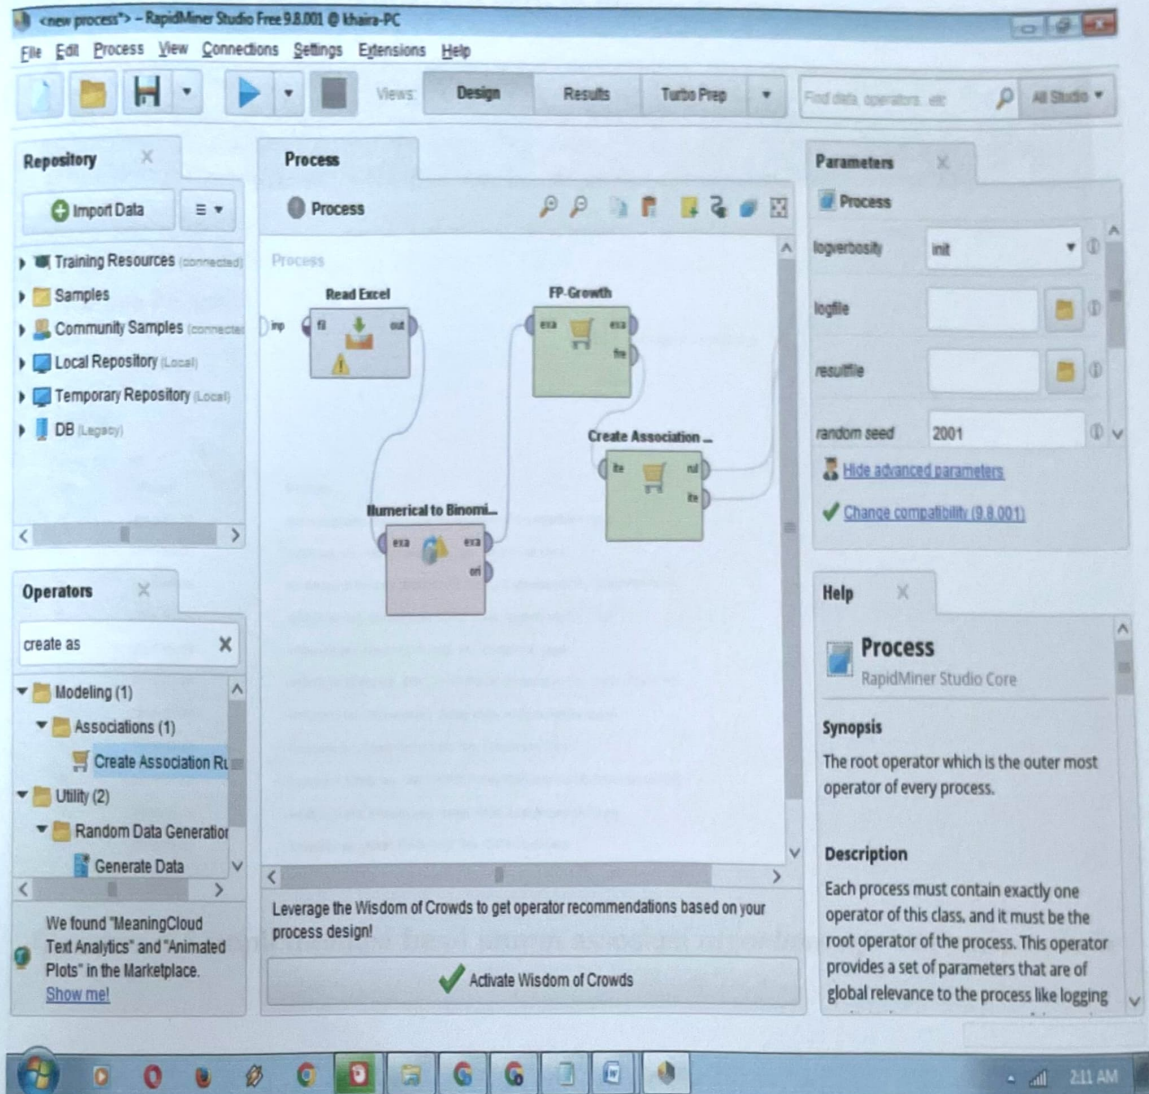 <new process*> – RapidMiner Studio Free 9.8.001 @ khaira-PC
File Edit Process View Connections Settings Extensions Help
Views: Design Results Turbo Prep
Find data, operators...etc
All Studio
Repository
Import Data
Training Resources (connected)
Samples
Community Samples (connected
Local Repository (Local)
Temporary Repository (Local)
DB (Legacy)
Operators
create as
Modeling (1)
Associations (1)
Create Association Ru
Utility (2)
Random Data Generation
Generate Data
We found "MeaningCloud
Text Analytics" and "Animated
Plots" in the Marketplace.
Show me!
Process
Process
Process
Read Excel
inp
fil
out
FP-Growth
exa
exa
fre
Create Association ...
ite
rul
ite
Numerical to Binomi...
exa
exa
ori
Leverage the Wisdom of Crowds to get operator recommendations based on your
process design!
Activate Wisdom of Crowds
Parameters
Process
logverbosity
init
logfile
resultfile
random seed
2001
Hide advanced parameters
Change compatibility (9.8.001)
Help
Process
RapidMiner Studio Core
Synopsis
The root operator which is the outer most
operator of every process.
Description
Each process must contain exactly one
operator of this class, and it must be the
root operator of the process. This operator
provides a set of parameters that are of
global relevance to the process like logging
2:11 AM